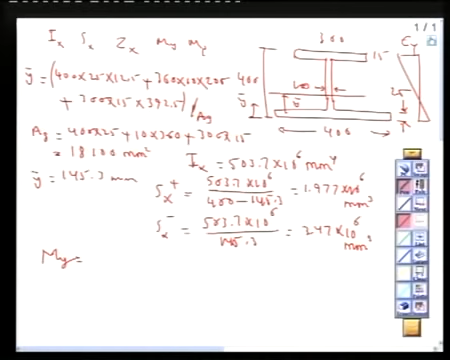 1/1
Ix Sx Zx My Mp
300
15
Cy
ȳ = (400×25×12.5 + 360×10×205
+ 300×15×392.5) / Ag
400
ȳ
ȳ
25
400
Ag = 400×25 + 10×360 + 300×15
= 18100 mm²
Ix = 503.7×10⁶ mm⁴
ȳ = 145.3 mm
Sx⁺ = 503.7×10⁶ / 400-145.3 = 1.977×10⁶ mm³
Sx⁻ = 503.7×10⁶ / 145.3 = 3.47×10⁶ mm³
My =